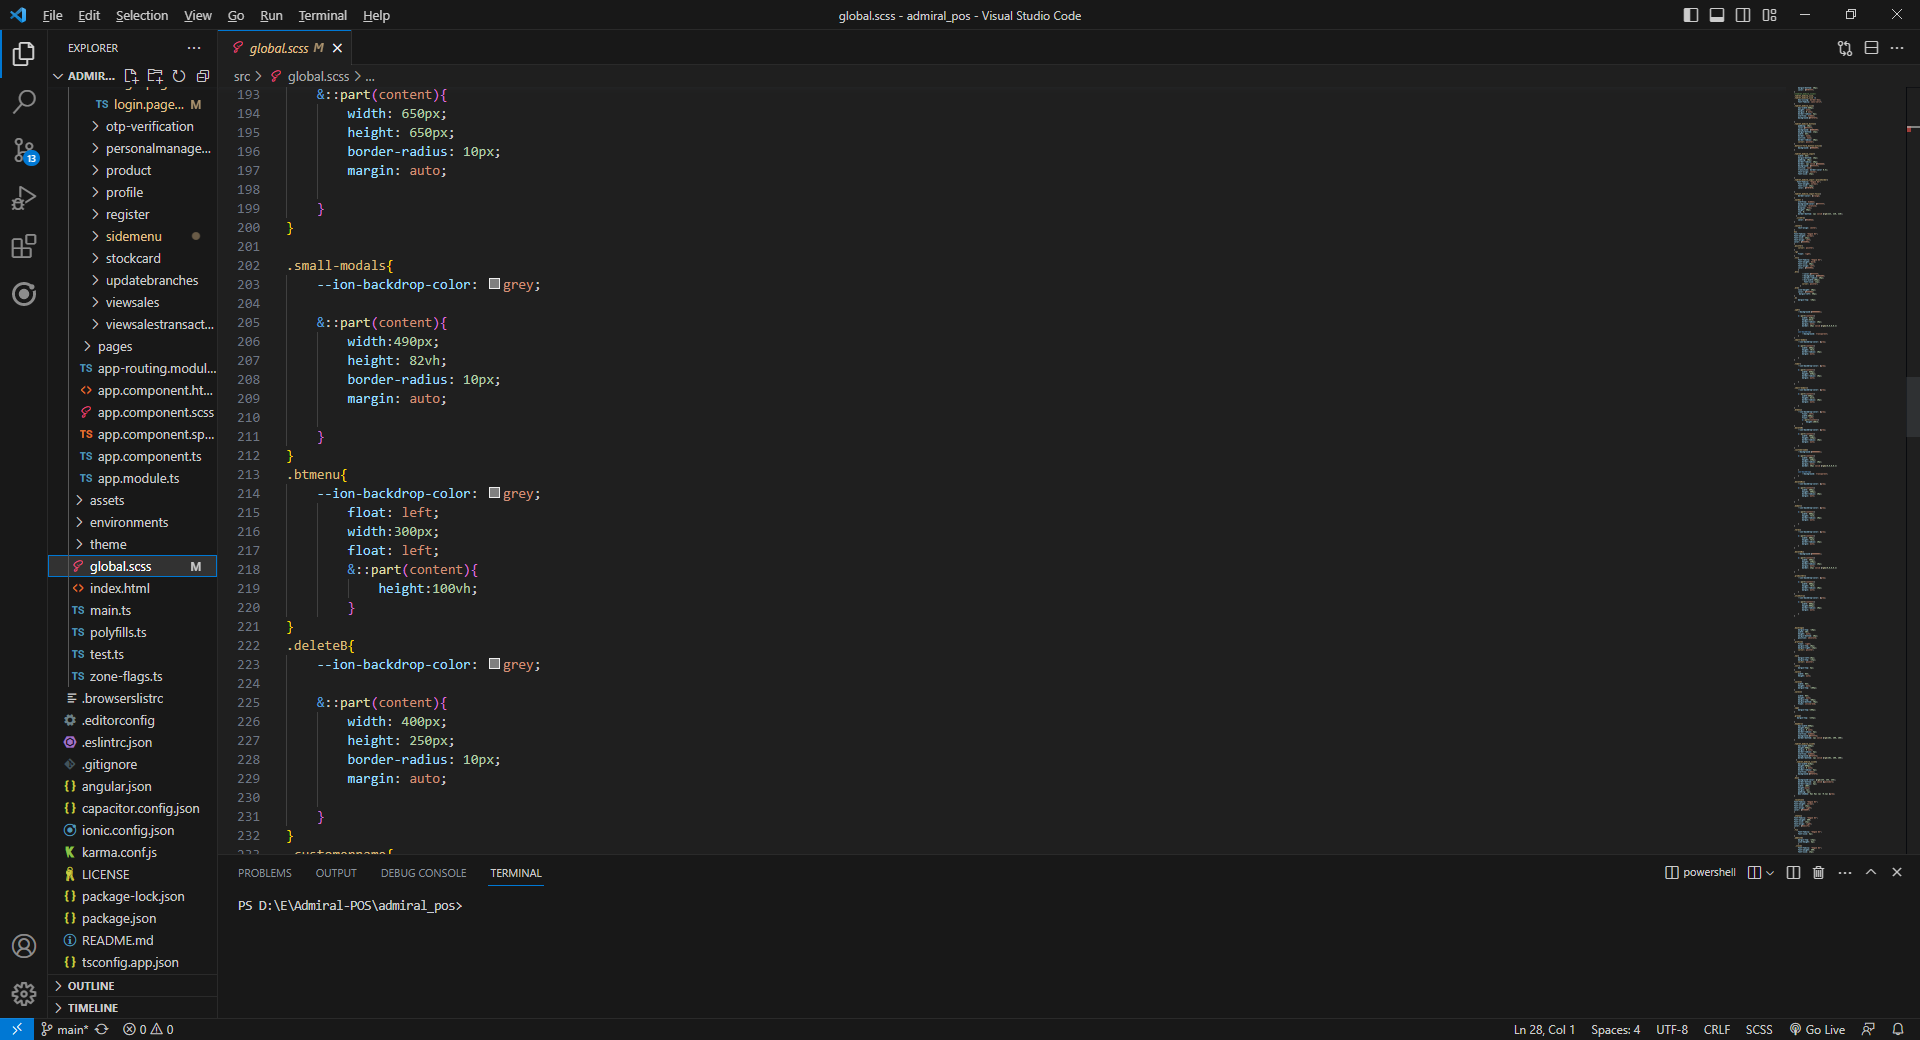 File Edit Selection View Go Run Terminal Help
global.scss - admiral_pos - Visual Studio Code
EXPLORER
ADMIR...
login.page... M
otp-verification
personalmanage...
product
profile
register
sidemenu
stockcard
updatebranches
viewsales
viewsalestransact...
pages
TS app-routing.modul...
<> app.component.ht...
app.component.scss
TS app.component.sp...
TS app.component.ts
TS app.module.ts
assets
environments
theme
global.scss M
<> index.html
TS main.ts
TS polyfills.ts
TS test.ts
TS zone-flags.ts
.browserslistrc
.editorconfig
.eslintrc.json
.gitignore
{} angular.json
{} capacitor.config.json
ionic.config.json
karma.conf.js
LICENSE
{} package-lock.json
{} package.json
README.md
{} tsconfig.app.json
OUTLINE
TIMELINE
13
global.scss M
src > global.scss > ...
193 &::part(content){
194 width: 650px;
195 height: 650px;
196 border-radius: 10px;
197 margin: auto;
198
199 }
200 }
201
202 .small-modals{
203 --ion-backdrop-color: grey;
204
205 &::part(content){
206 width:490px;
207 height: 82vh;
208 border-radius: 10px;
209 margin: auto;
210
211 }
212 }
213 .btmenu{
214 --ion-backdrop-color: grey;
215 float: left;
216 width:300px;
217 float: left;
218 &::part(content){
219 height:100vh;
220 }
221 }
222 .deleteB{
223 --ion-backdrop-color: grey;
224
225 &::part(content){
226 width: 400px;
227 height: 250px;
228 border-radius: 10px;
229 margin: auto;
230
231 }
232 }
233 .customername{
PROBLEMS OUTPUT DEBUG CONSOLE TERMINAL
powershell
PS D:\E\Admiral-POS\admiral_pos>
main* 0 0
Ln 28, Col 1 Spaces: 4 UTF-8 CRLF SCSS Go Live